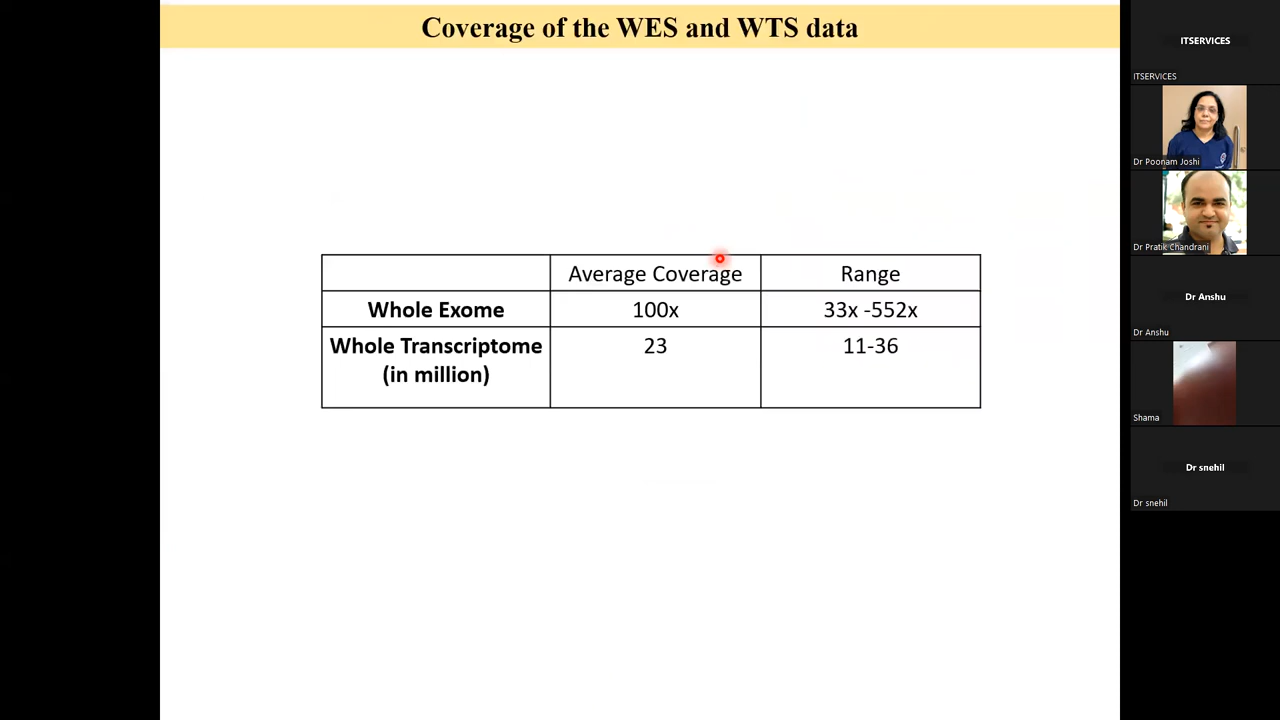 Coverage of the WES and WTS data
Average Coverage Range
Whole Exome 100x 33x -552x
Whole Transcriptome 23 11-36
(in million)
ITSERVICES
ITSERVICES
Dr Poonam Joshi
Dr Pratik Chandrani
Dr Anshu
Dr Anshu
Shama
Dr snehil
Dr snehil